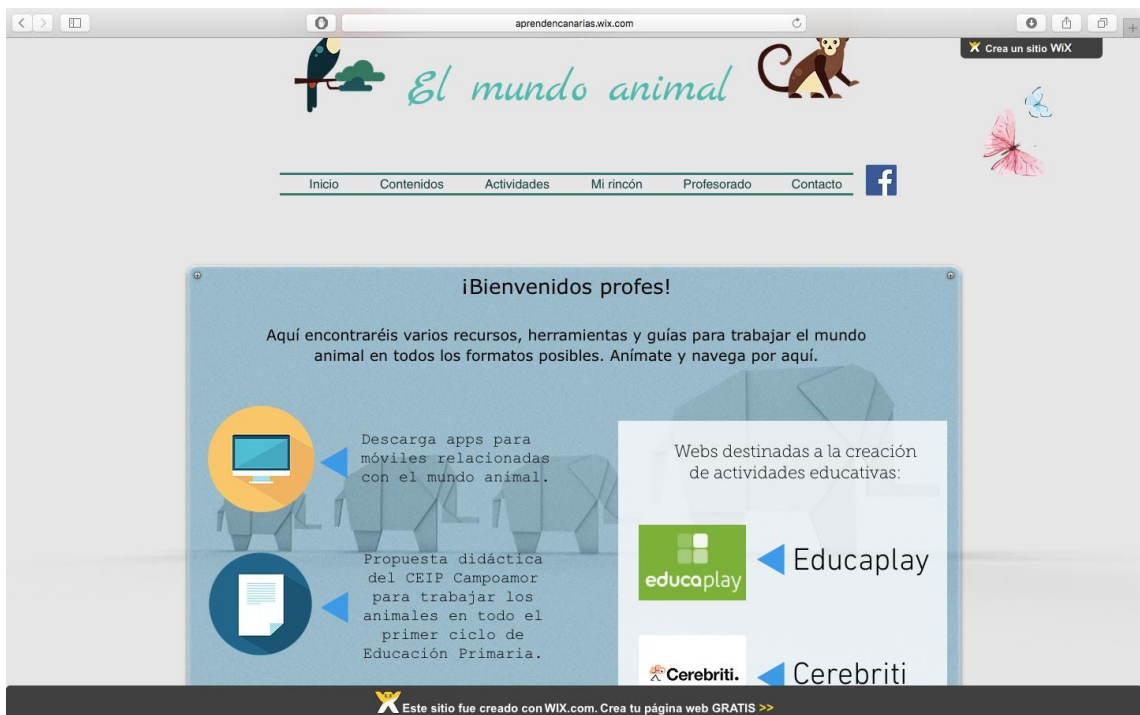 aprendencanarias.wix.com
Crea un sitio WiX
El mundo animal
Inicio Contenidos Actividades Mi rincón Profesorado Contacto
f
¡Bienvenidos profes!
Aquí encontraréis varios recursos, herramientas y guías para trabajar el mundo
animal en todos los formatos posibles. Anímate y navega por aquí.
Descarga apps para
móviles relacionadas
con el mundo animal.
Propuesta didáctica
del CEIP Campoamor
para trabajar los
animales en todo el
primer ciclo de
Educación Primaria.
Webs destinadas a la creación
de actividades educativas:
educaplay
Educaplay
Cerebriti.
Cerebriti
Este sitio fue creado con WIX.com. Crea tu página web GRATIS >>